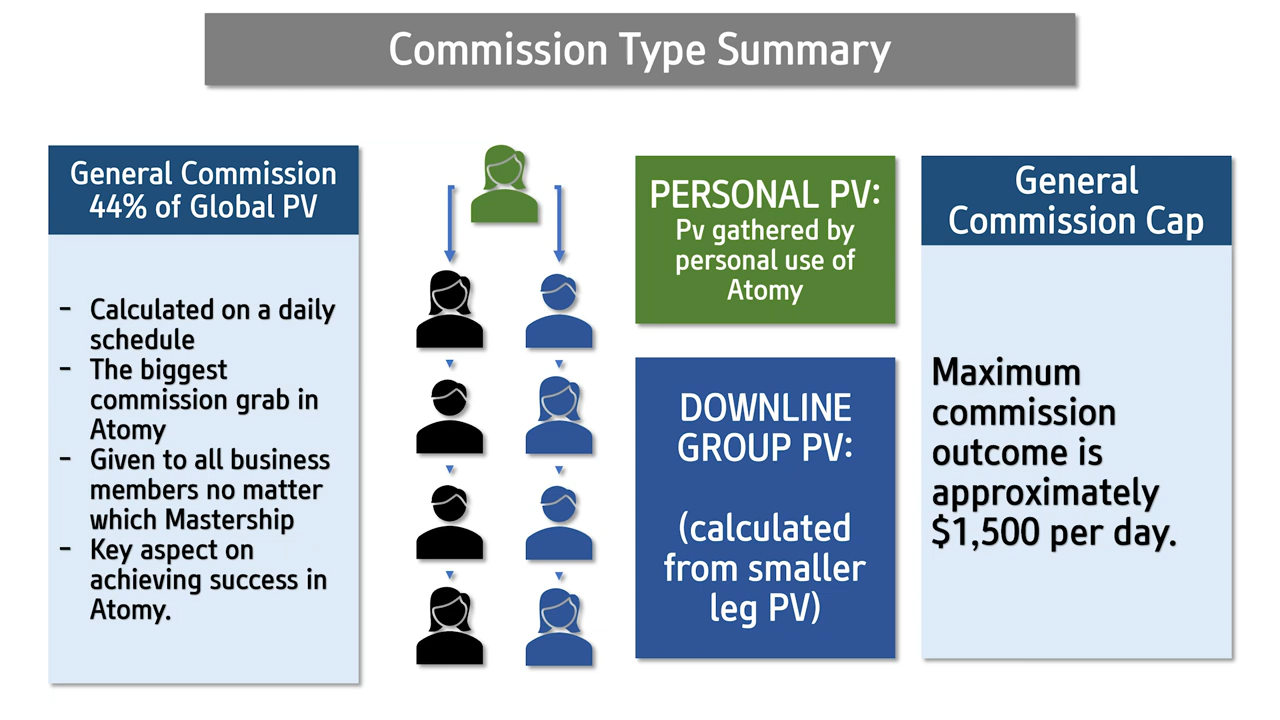 Commission Type Summary
General Commission
44% of Global PV
- Calculated on a daily
schedule
- The biggest
commission grab in
Atomy
- Given to all business
members no matter
which Mastership
- Key aspect on
achieving success in
Atomy.
PERSONAL PV:
Pv gathered by
personal use of
Atomy
DOWNLINE
GROUP PV:
(calculated
from smaller
leg PV)
General
Commission Cap
Maximum
commission
outcome is
approximately
$1,500 per day.